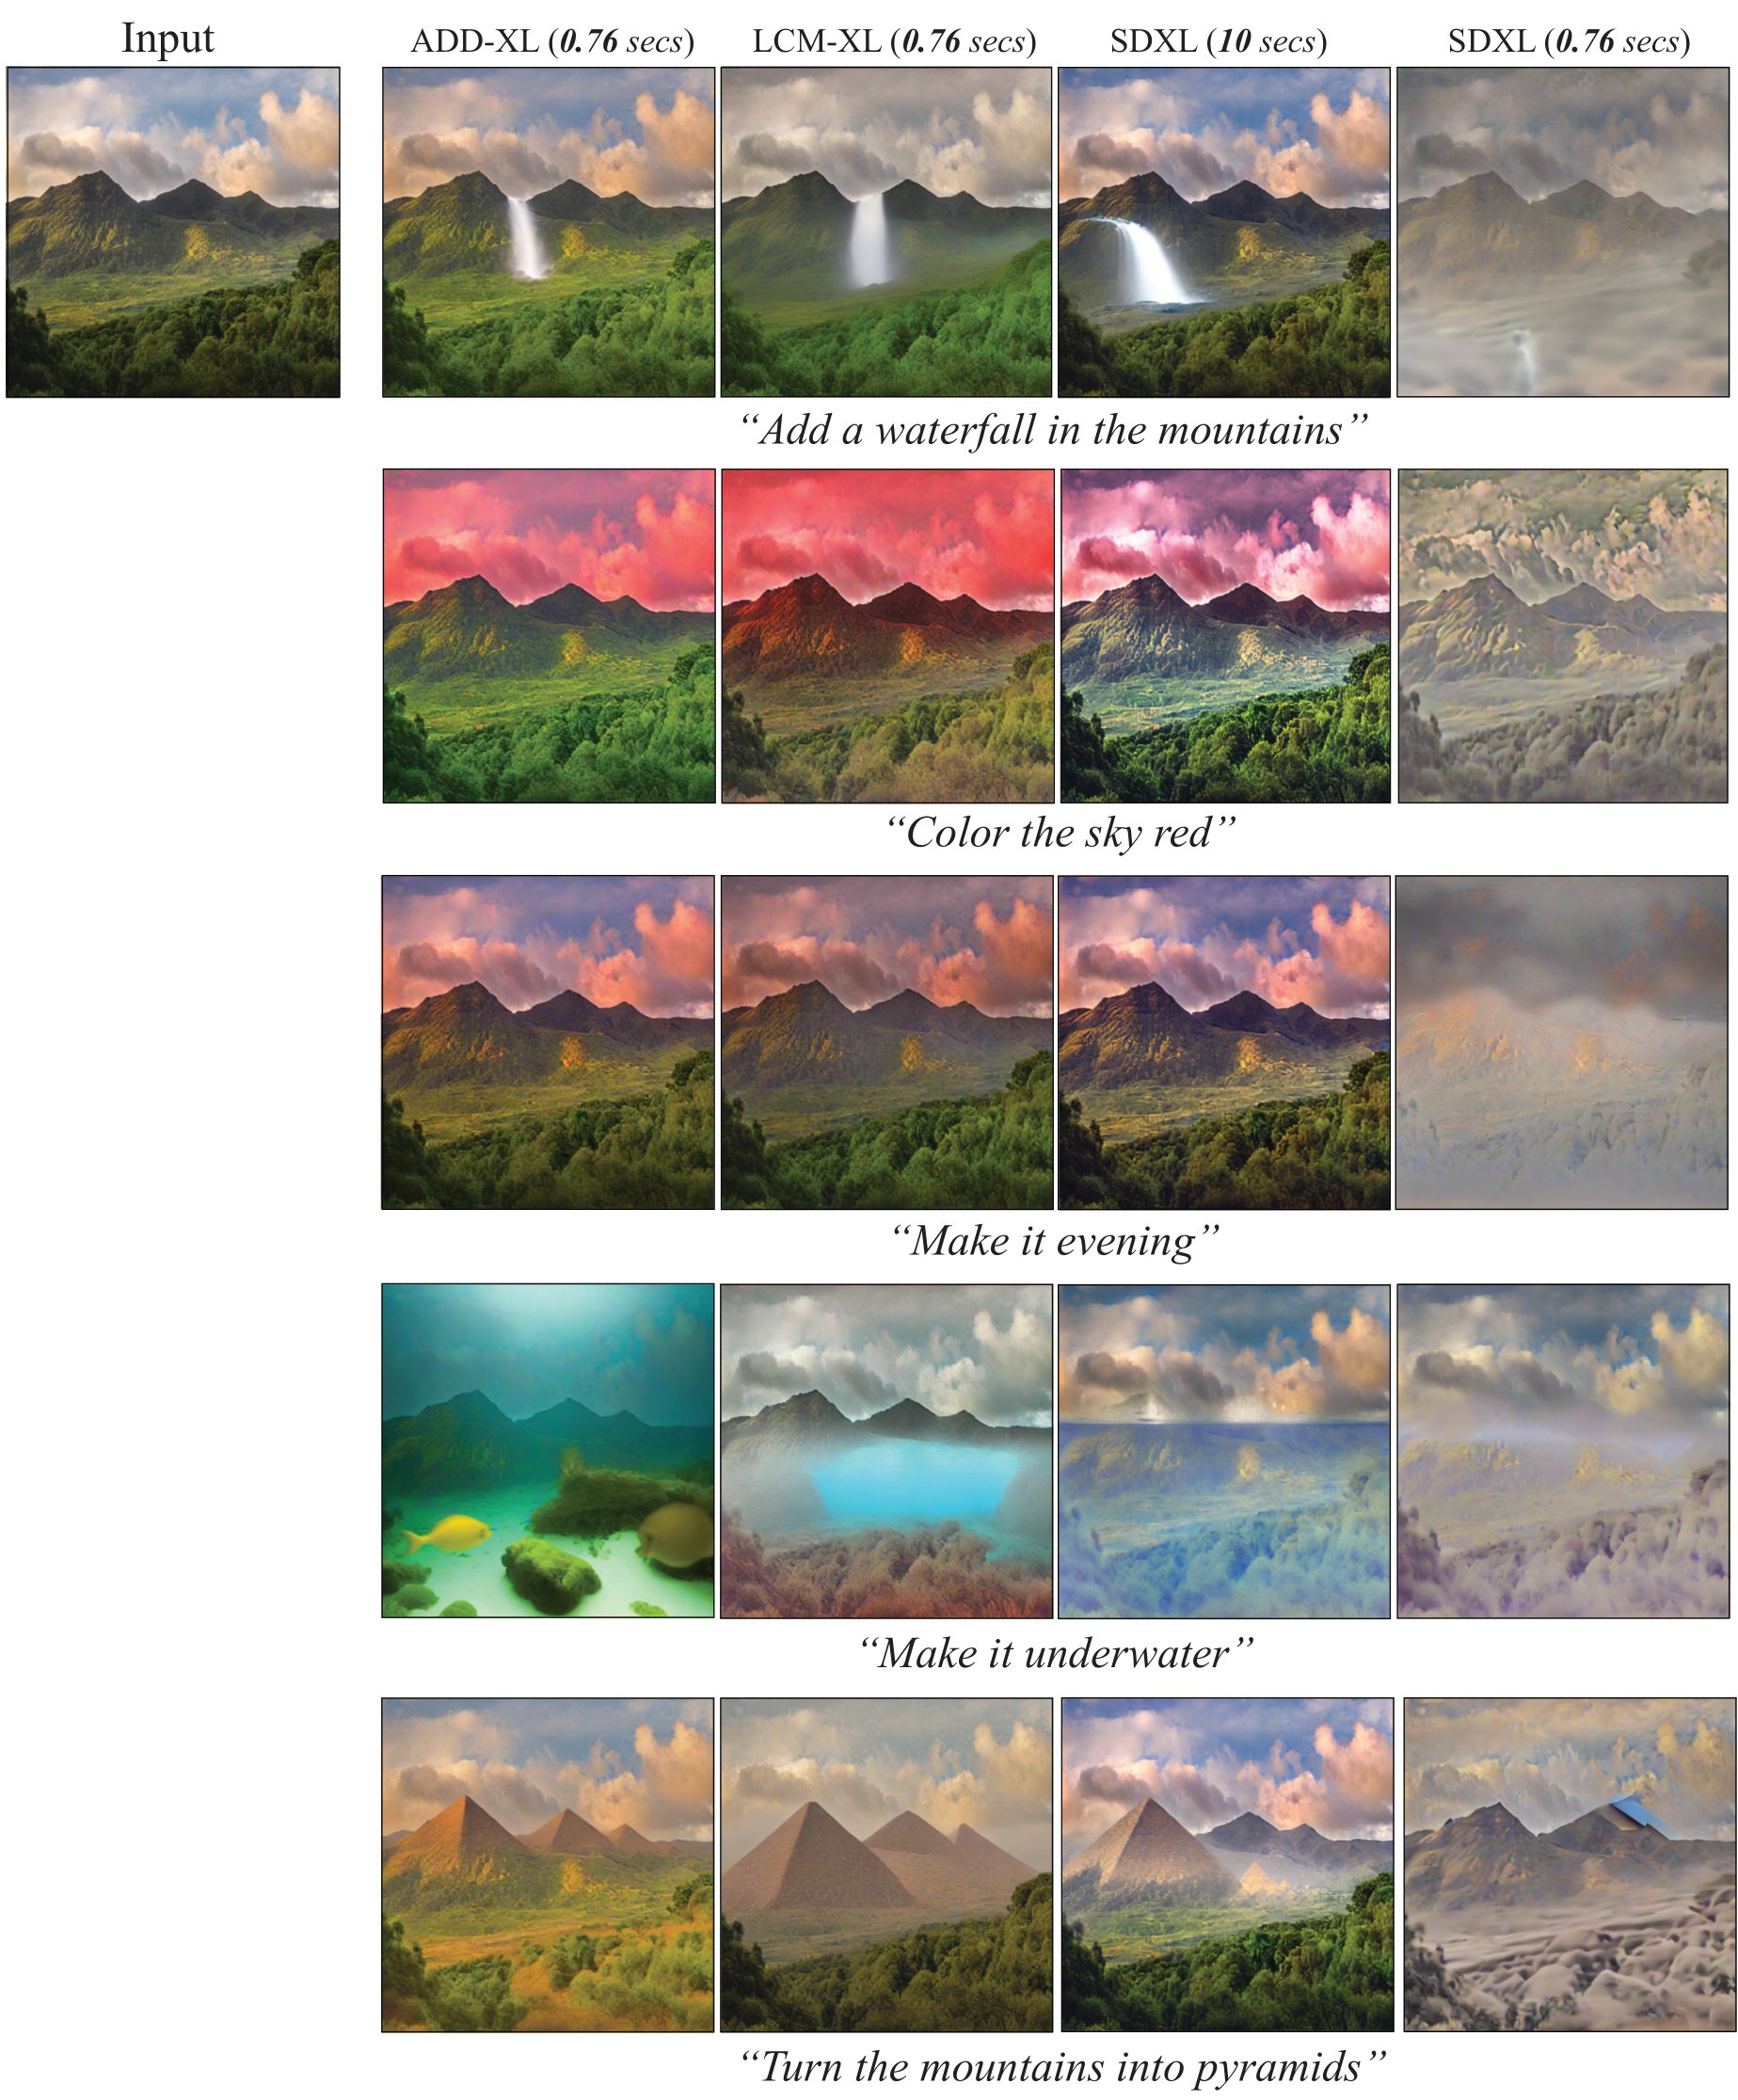 Input
ADD-XL (0.76 secs)
LCM-XL (0.76 secs)
SDXL (10 secs)
SDXL (0.76 secs)
“Add a waterfall in the mountains”
“Color the sky red”
“Make it evening”
“Make it underwater”
“Turn the mountains into pyramids”